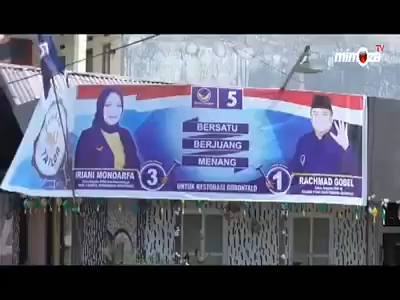 mimoza TV
5
BERSATU
BERJUANG
MENANG
IRIANI MONOARFA
3
UNTUK RESTORASI GORONTALO
1
RACHMAD GOBEL